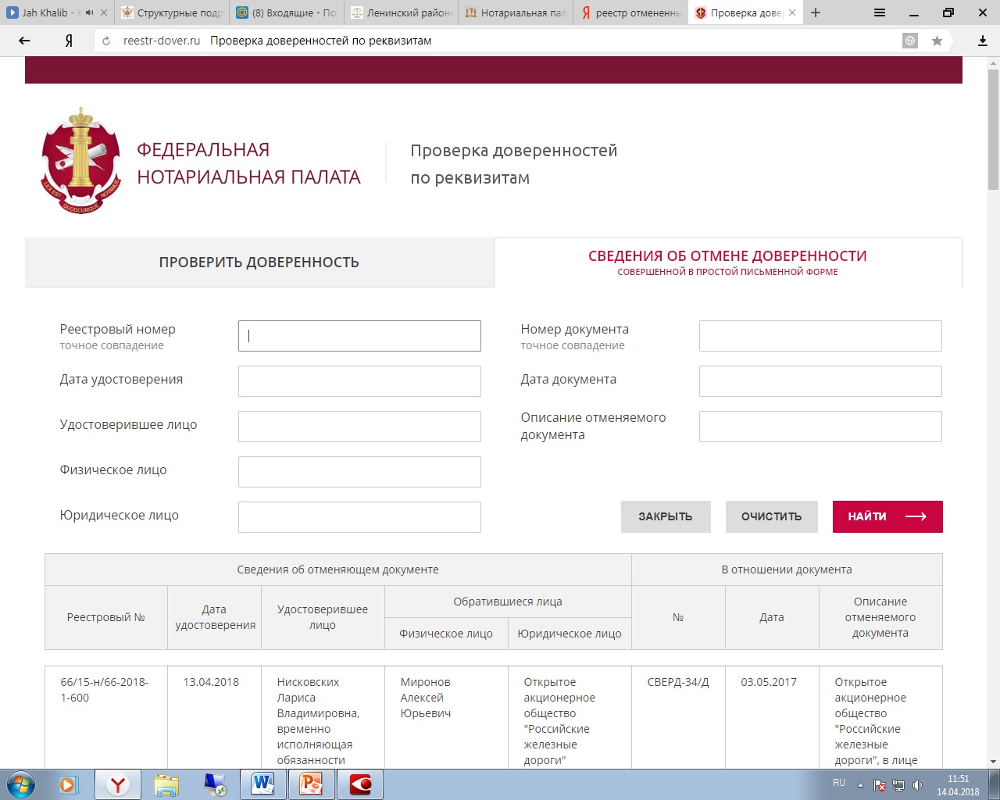 Jah Khalib -
Структурные подр
(8) Входящие - Поч
Ленинский район
Нотариальная пал
реестр отмененны
Проверка дове
reestr-dover.ru Проверка доверенностей по реквизитам
ФЕДЕРАЛЬНАЯ
НОТАРИАЛЬНАЯ ПАЛАТА
LEX EST QUODCUMQUE NOTAMUS
Проверка доверенностей
по реквизитам
ПРОВЕРИТЬ ДОВЕРЕННОСТЬ
СВЕДЕНИЯ ОБ ОТМЕНЕ ДОВЕРЕННОСТИ
СОВЕРШЕННОЙ В ПРОСТОЙ ПИСЬМЕННОЙ ФОРМЕ
Реестровый номер
точное совпадение
Номер документа
точное совпадение
Дата удостоверения
Дата документа
Удостоверившее лицо
Описание отменяемого
документа
Физическое лицо
Юридическое лицо
ЗАКРЫТЬ
ОЧИСТИТЬ
НАЙТИ
Сведения об отменяющем документе
В отношении документа
Реестровый №
Дата
удостоверения
Удостоверившее
лицо
Обратившиеся лица
Физическое лицо
Юридическое лицо
№
Дата
Описание
отменяемого
документа
66/15-н/66-2018-
1-600
13.04.2018
Нисковских
Лариса
Владимировна,
временно
исполняющая
обязанности
Миронов
Алексей
Юрьевич
Открытое
акционерное
общество
"Российские
железные
дороги"
СВЕРД-34/Д
03.05.2017
Открытое
акционерное
общество
"Российские
железные
дороги", в лице
RU
11:51
14.04.2018